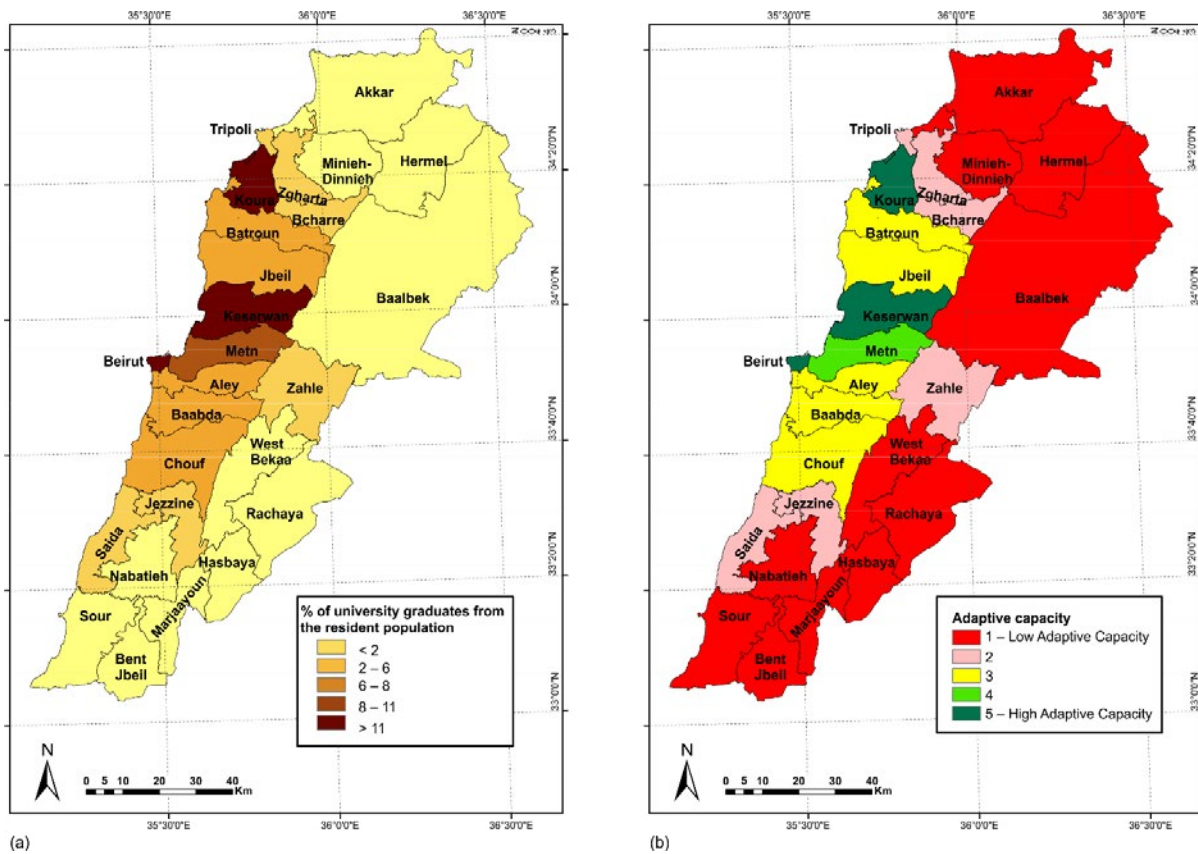 35°30'0"E 36°0'0"E 36°30'0"E
Akkar
Tripoli
Minieh-
Dinnieh
Hermel
Zgharta
Koura
Bcharre
Batroun
Jbeil
Baalbek
Keserwan
Beirut
Metn
Aley
Zahle
Baabda
West
Bekaa
Chouf
Jezzine
Rachaya
Saida
Hasbaya
Nabatieh
Marjaayoun
Sour
Bent
Jbeil
34°20'0"N
34°0'0"N
33°40'0"N
33°20'0"N
33°0'0"N
% of university graduates from
the resident population
< 2
2 – 6
6 – 8
8 – 11
> 11
N
0 5 10 20 30 40
Km
35°30'0"E 36°0'0"E 36°30'0"E
(a)
35°30'0"E 36°0'0"E 36°30'0"E
Akkar
Tripoli
Minieh-
Dinnieh
Hermel
Zgharta
Koura
Bcharre
Batroun
Jbeil
Baalbek
Keserwan
Beirut
Metn
Aley
Zahle
Baabda
West
Bekaa
Chouf
Jezzine
Rachaya
Saida
Hasbaya
Nabatieh
Marjaayoun
Sour
Bent
Jbeil
34°20'0"N
34°0'0"N
33°40'0"N
33°20'0"N
33°0'0"N
Adaptive capacity
1 – Low Adaptive Capacity
2
3
4
5 – High Adaptive Capacity
N
0 5 10 20 30 40
Km
35°30'0"E 36°0'0"E 36°30'0"E
(b)